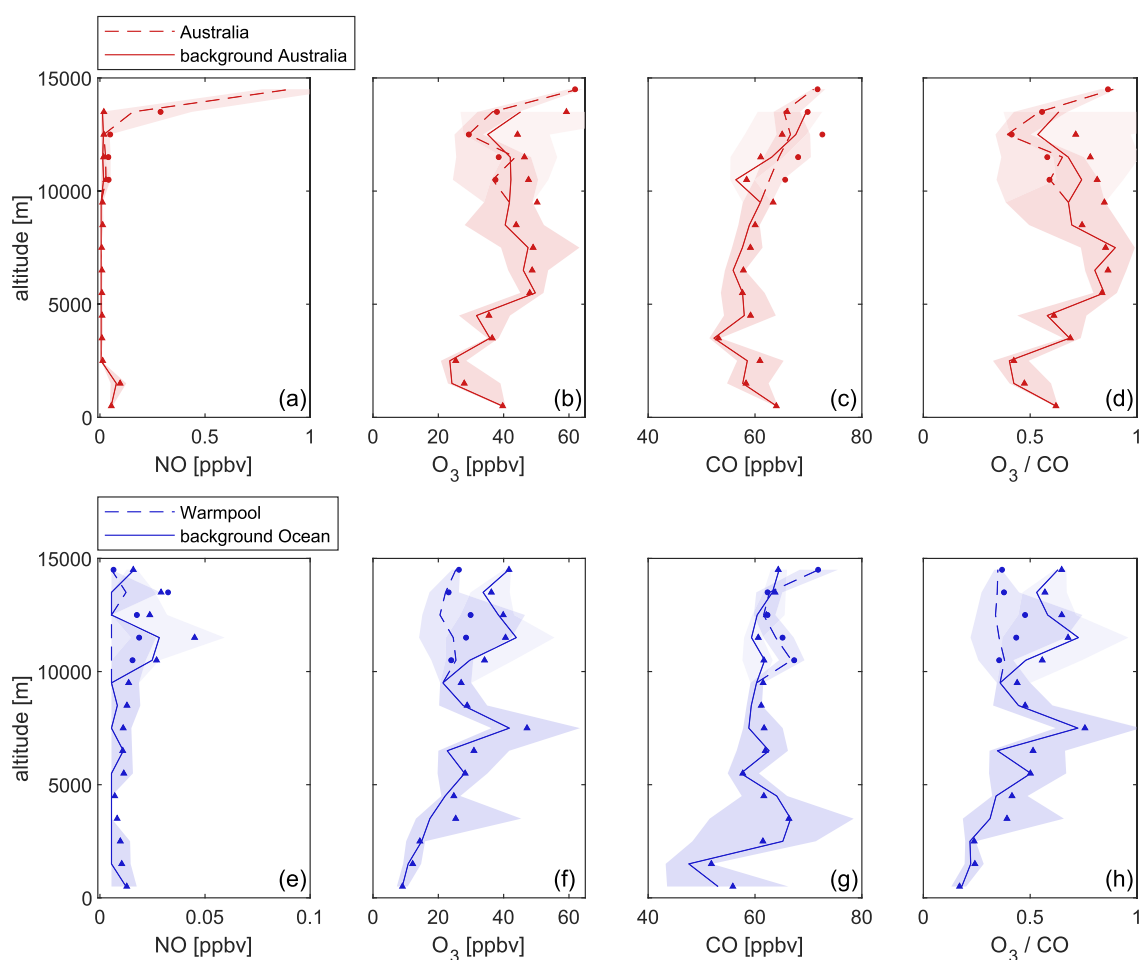 Australia
background Australia
15000
10000
5000
0
altitude [m]
(a)
(b)
(c)
(d)
0
0.5
1
0
20
40
60
40
60
80
0
0.5
1
NO [ppbv]
O3 [ppbv]
CO [ppbv]
O3 / CO
Warmpool
background Ocean
15000
10000
5000
0
altitude [m]
(e)
(f)
(g)
(h)
0
0.05
0.1
0
20
40
60
40
60
80
0
0.5
1
NO [ppbv]
O3 [ppbv]
CO [ppbv]
O3 / CO